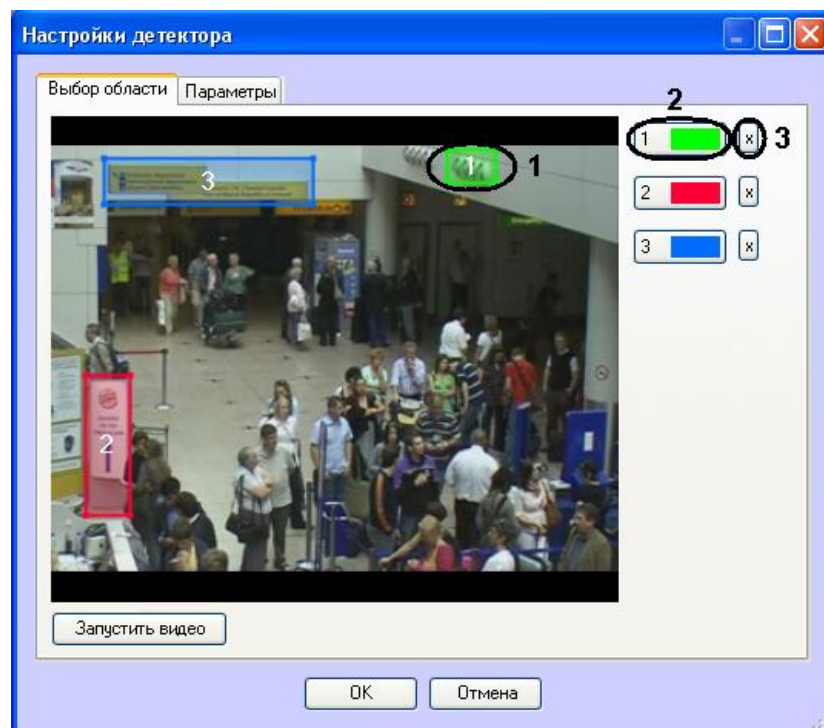 Настройки детектора
Выбор области
Параметры
2
1
1
1
x
3
3
2
x
3
x
2
Запустить видео
OK
Отмена